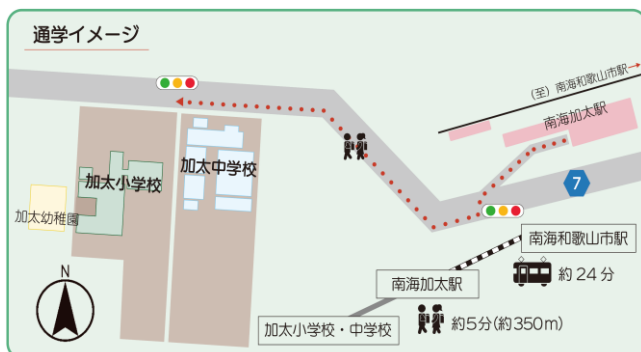 通学イメージ
(至)南海和歌山市駅→
南海加太駅
加太中学校
加太小学校
7
加太幼稚園
南海和歌山市駅
約24分
N
南海加太駅
加太小学校・中学校
約5分(約350m)